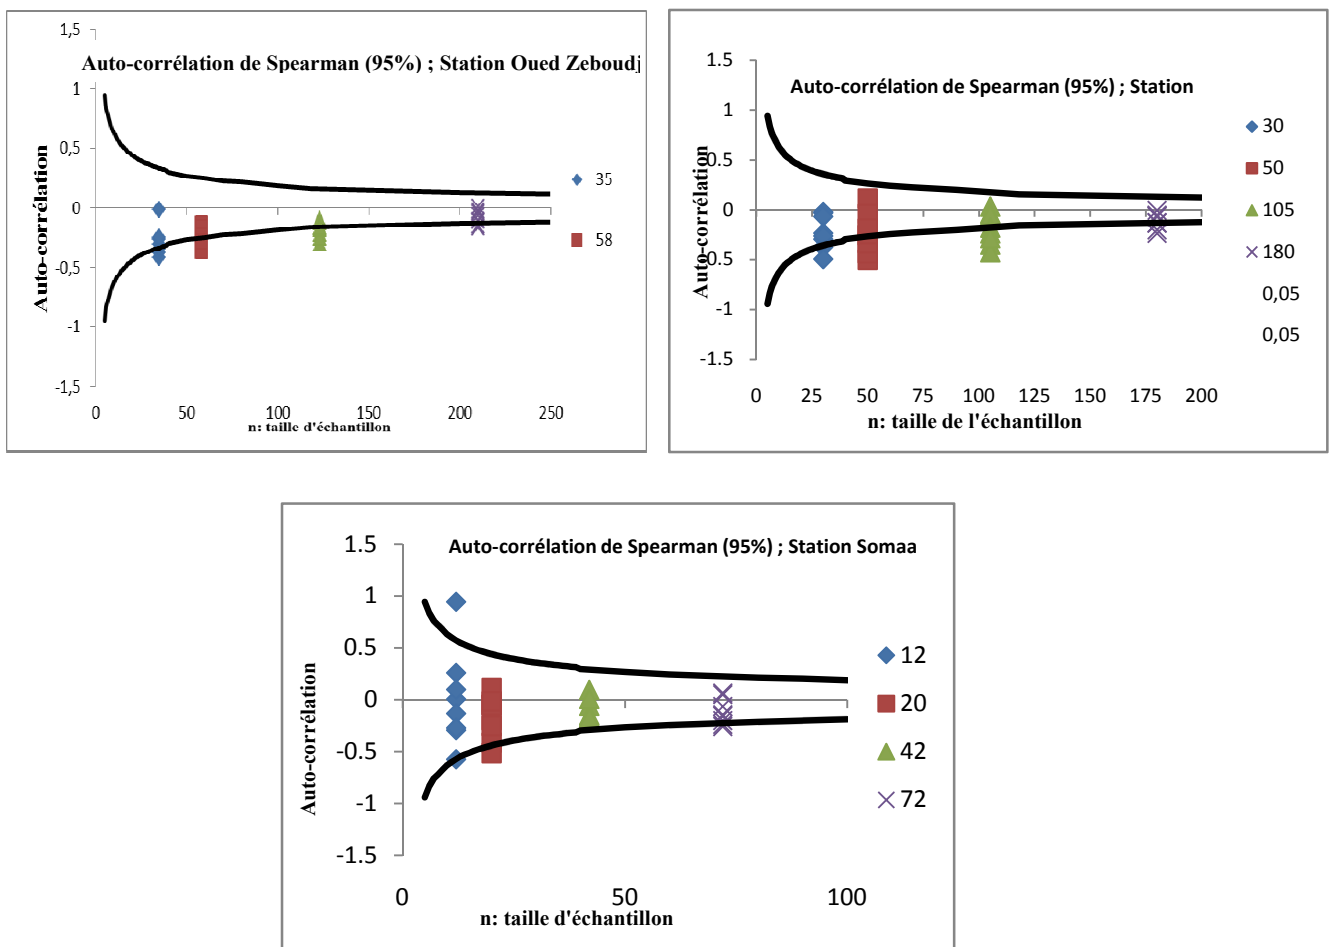 Auto-corrélation de Spearman (95%) ; Station Oued Zeboudj
Auto-corrélation
1,5
1
0,5
0
-0,5
-1
-1,5
0 50 100 150 200 250
n: taille d'échantillon
35
58
Auto-corrélation de Spearman (95%) ; Station
Auto-corrélation
1.5
1
0.5
0
-0.5
-1
-1.5
0 25 50 75 100 125 150 175 200
n: taille de l'échantillon
30
50
105
180
0,05
0,05
Auto-corrélation de Spearman (95%) ; Station Somaa
Auto-corrélation
1.5
1
0.5
0
-0.5
-1
-1.5
0 50 100
n: taille d'échantillon
12
20
42
72